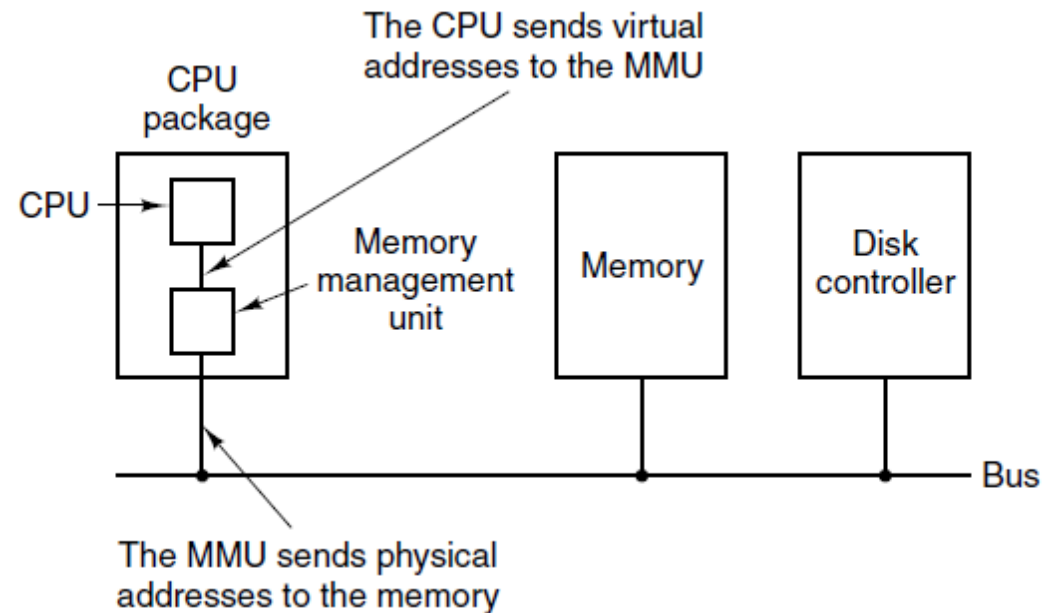 The CPU sends virtual
addresses to the MMU
CPU
package
CPU
Memory
management
unit
Memory
Disk
controller
Bus
The MMU sends physical
addresses to the memory